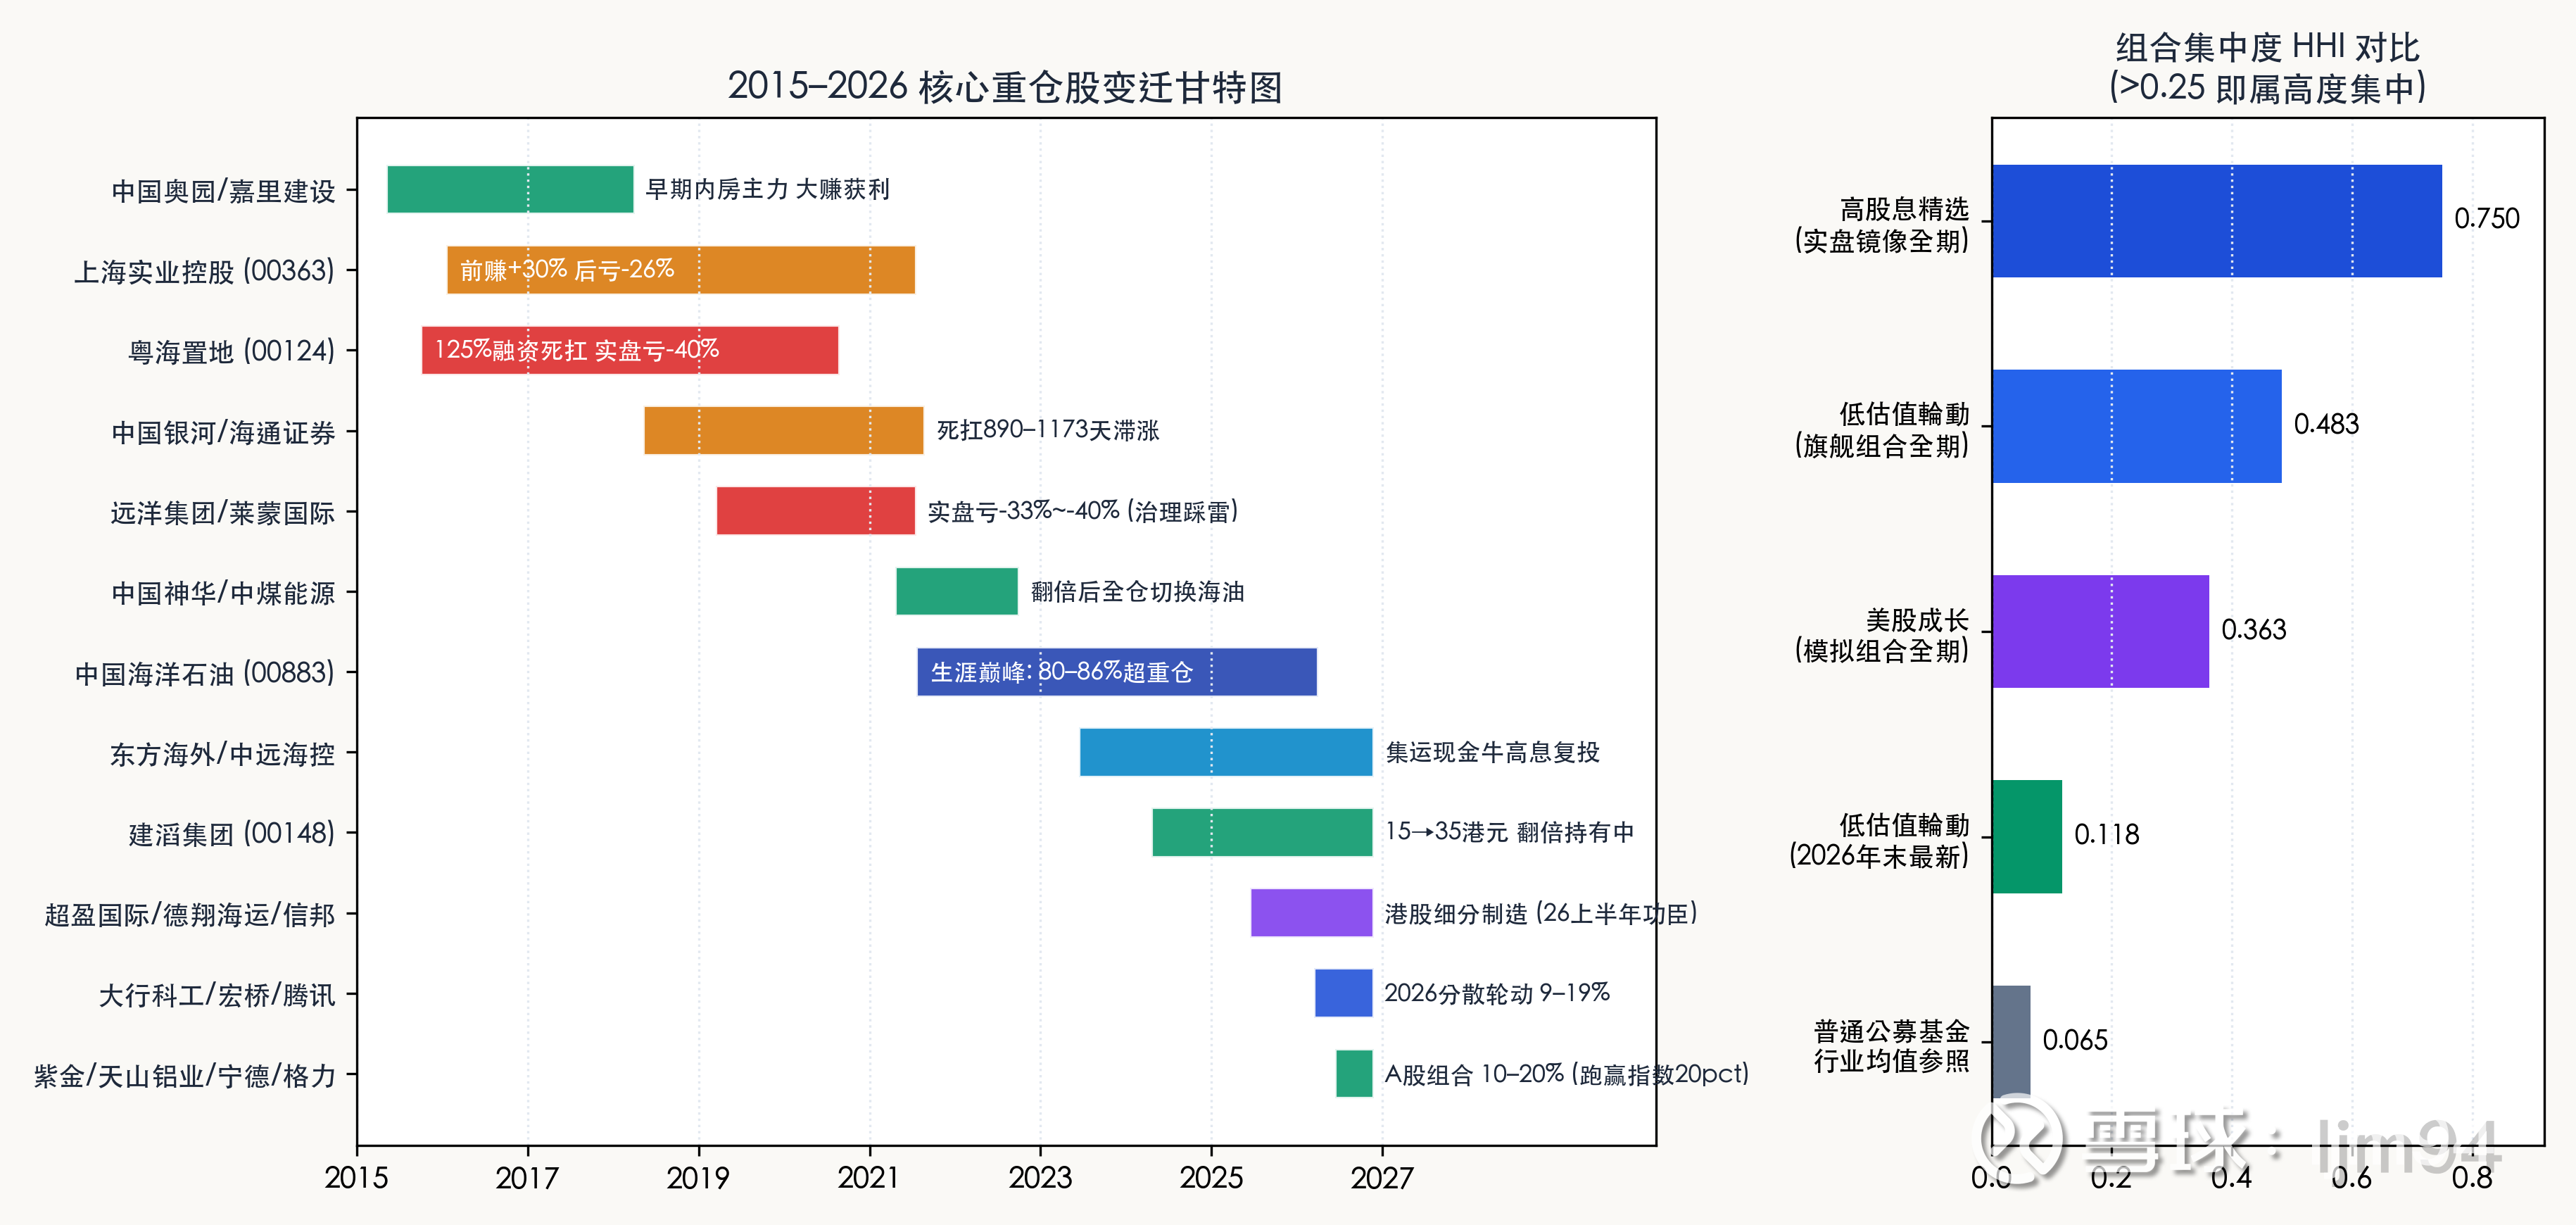 2015–2026 核心重仓股变迁甘特图
中国奥园/嘉里建设
早期内房主力 大赚获利
上海实业控股 (00363)
前赚+30% 后亏-26%
粤海置地 (00124)
125%融资死扛 实盘亏-40%
中国银河/海通证券
死扛890–1173天滞涨
远洋集团/莱蒙国际
实盘亏-33%~-40% (治理踩雷)
中国神华/中煤能源
翻倍后全仓切换海油
中国海洋石油 (00883)
生涯巅峰: 80–86%超重仓
东方海外/中远海控
集运现金牛高息复投
建滔集团 (00148)
15→35港元 翻倍持有中
超盈国际/德翔海运/信邦
港股细分制造 (26上半年功臣)
大行科工/宏桥/腾讯
2026分散轮动 9–19%
紫金/天山铝业/宁德/格力
A股组合 10–20% (跑赢指数20pct)
2015 2017 2019 2021 2023 2025 2027
组合集中度 HHI 对比
(>0.25 即属高度集中)
高股息精选
(实盘镜像全期)
0.750
低估值輪動
(旗舰组合全期)
0.483
美股成长
(模拟组合全期)
0.363
低估值輪動
(2026年末最新)
0.118
普通公募基金
行业均值参照
0.065
0.0 0.2 0.4 0.6 0.8
雪球: ljm94